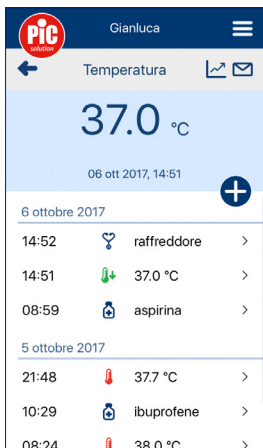 PiC
solution
Gianluca
Temperatura
37.0 °C
06 ott 2017, 14:51
6 ottobre 2017
14:52 raffreddore
14:51 37.0 °C
08:59 aspirina
5 ottobre 2017
21:48 37.7 °C
10:29 ibuprofene
08:24 38.0 °C